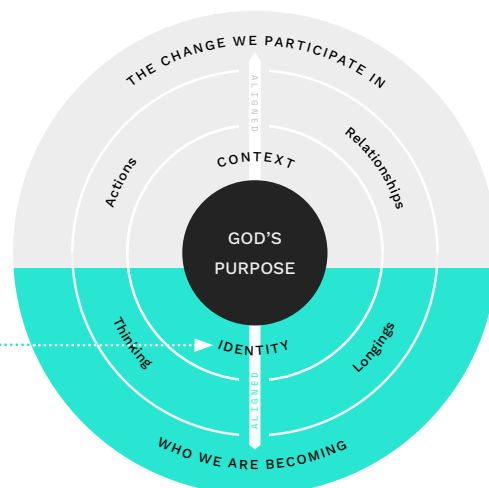 THE CHANGE WE PARTICIPATE IN
ALIGNED
CONTEXT
Actions
Relationships
GOD'S
PURPOSE
Thinking
IDENTITY
Longings
ALIGNED
WHO WE ARE BECOMING